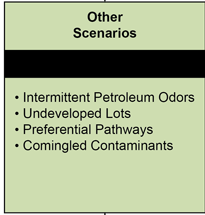 Other
Scenarios
• Intermittent Petroleum Odors
• Undeveloped Lots
• Preferential Pathways
• Comingled Contaminants